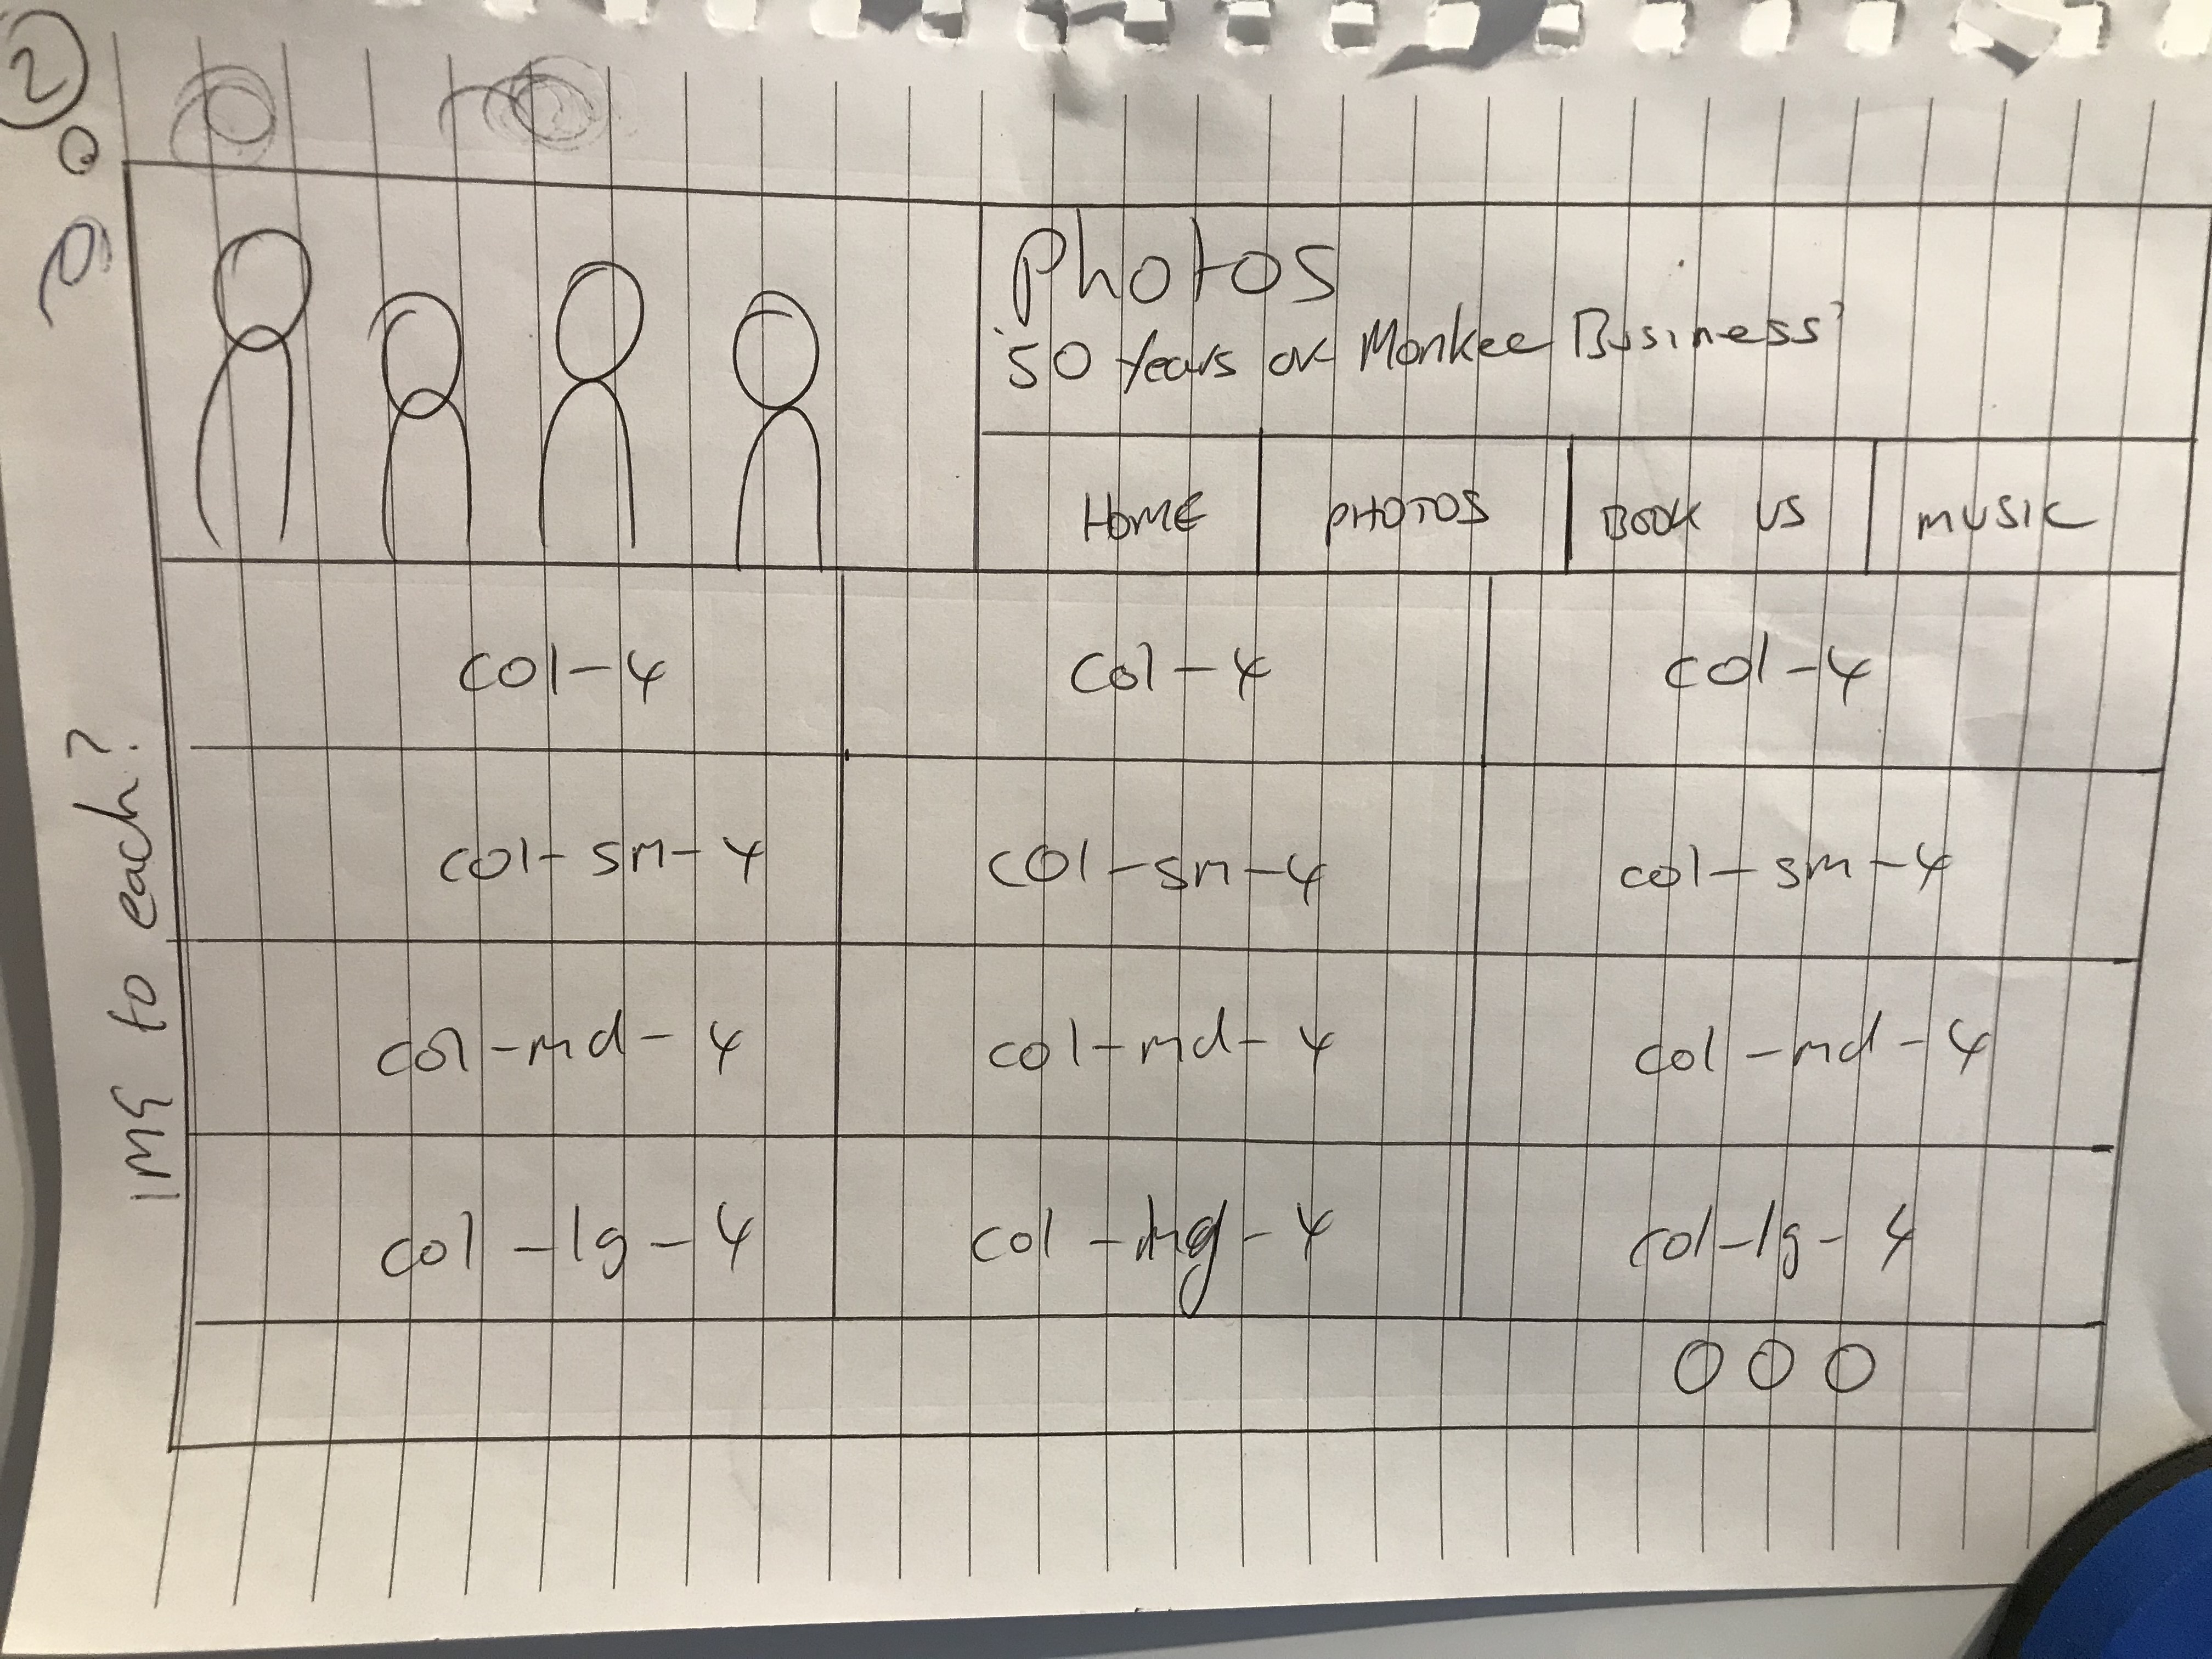 2
Photos
'50 Years of Monkee Business'
HOME PHOTOS BOOK US MUSIC
col-4 col-4 col-4
col-sm-4 col-sm-4 col-sm-4
col-md-4 col-md-4 col-md-4
col-lg-4 col- -4 col-lg-4
IMG to each?